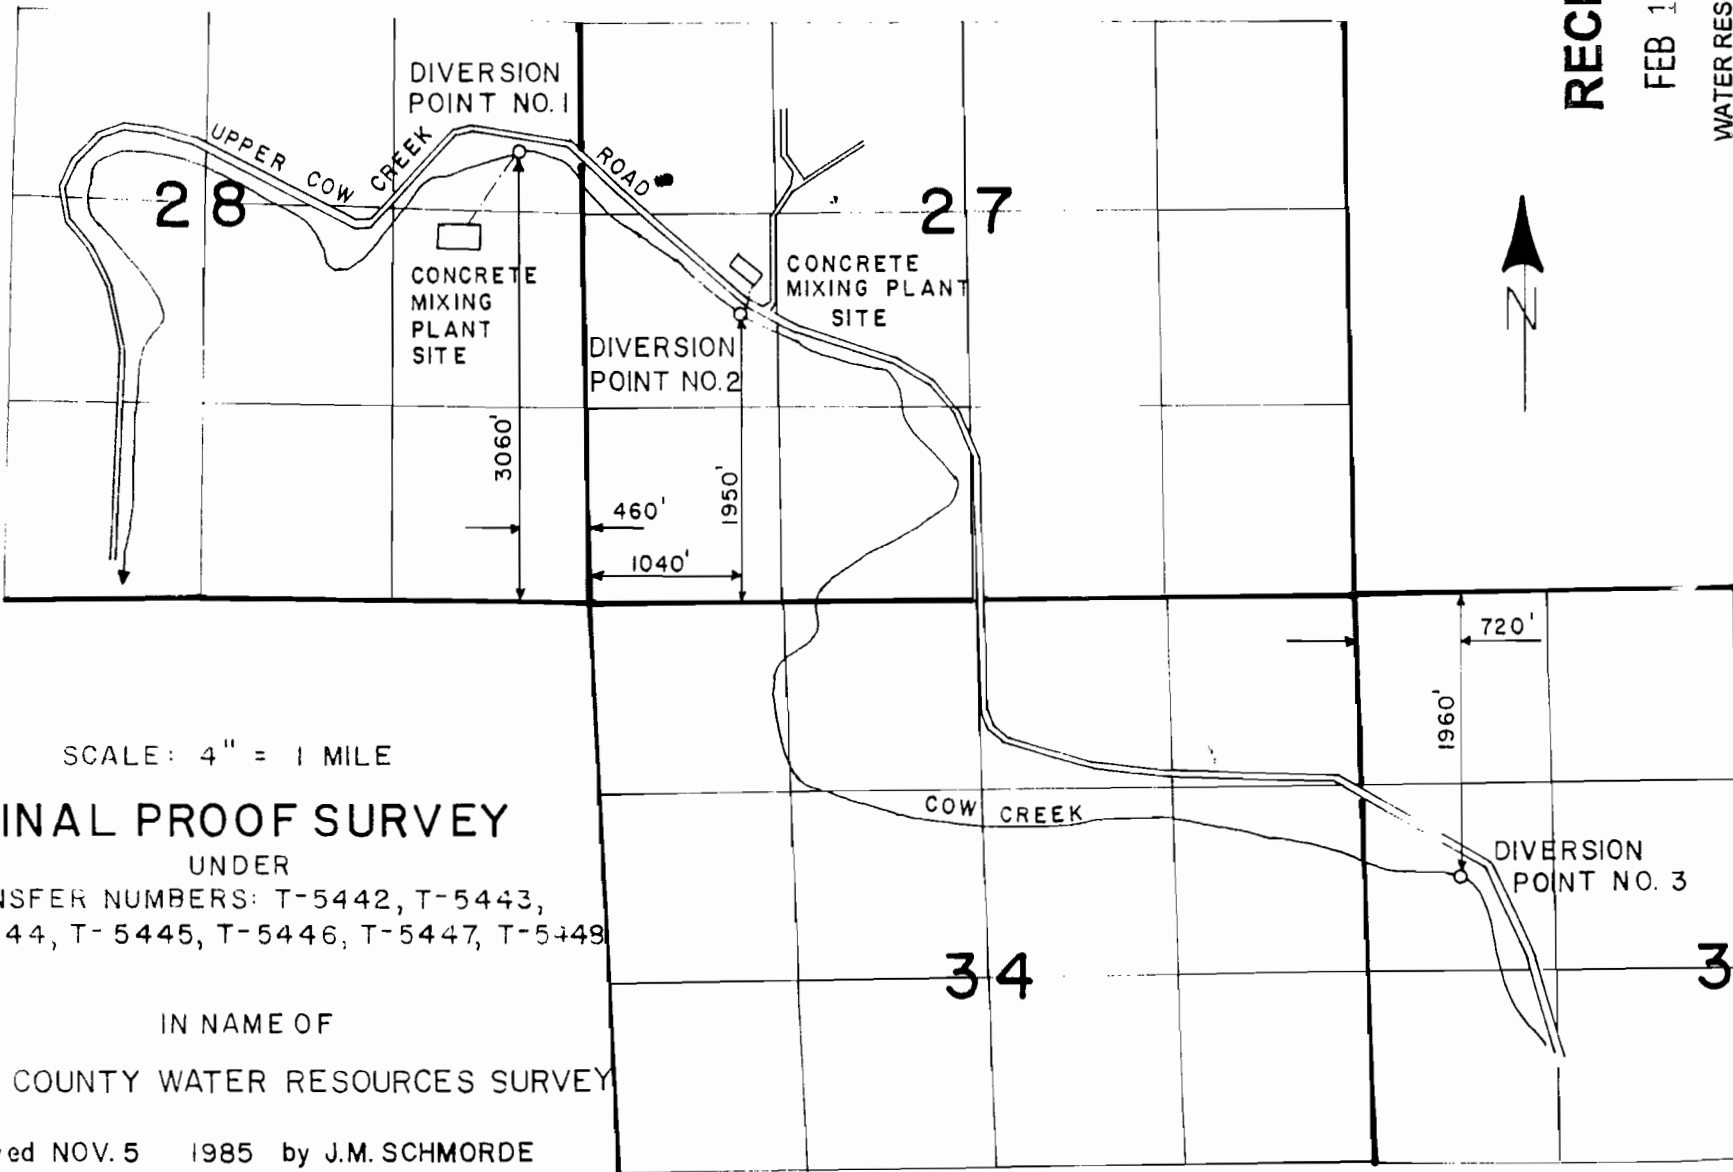 RECE
FEB 1
WATER RES
DIVERSION
POINT NO. 1
UPPER COW CREEK ROAD
28
27
CONCRETE
MIXING
PLANT
SITE
CONCRETE
MIXING PLANT
SITE
DIVERSION
POINT NO. 2
N
3060'
460'
1950'
1040'
720'
1960'
SCALE: 4" = 1 MILE
INAL PROOF SURVEY
UNDER
NSFER NUMBERS: T-5442, T-5443,
44, T-5445, T-5446, T-5447, T-5448
COW CREEK
DIVERSION
POINT NO. 3
34
3
IN NAME OF
COUNTY WATER RESOURCES SURVEY
ed NOV. 5 1985 by J.M. SCHMORDE